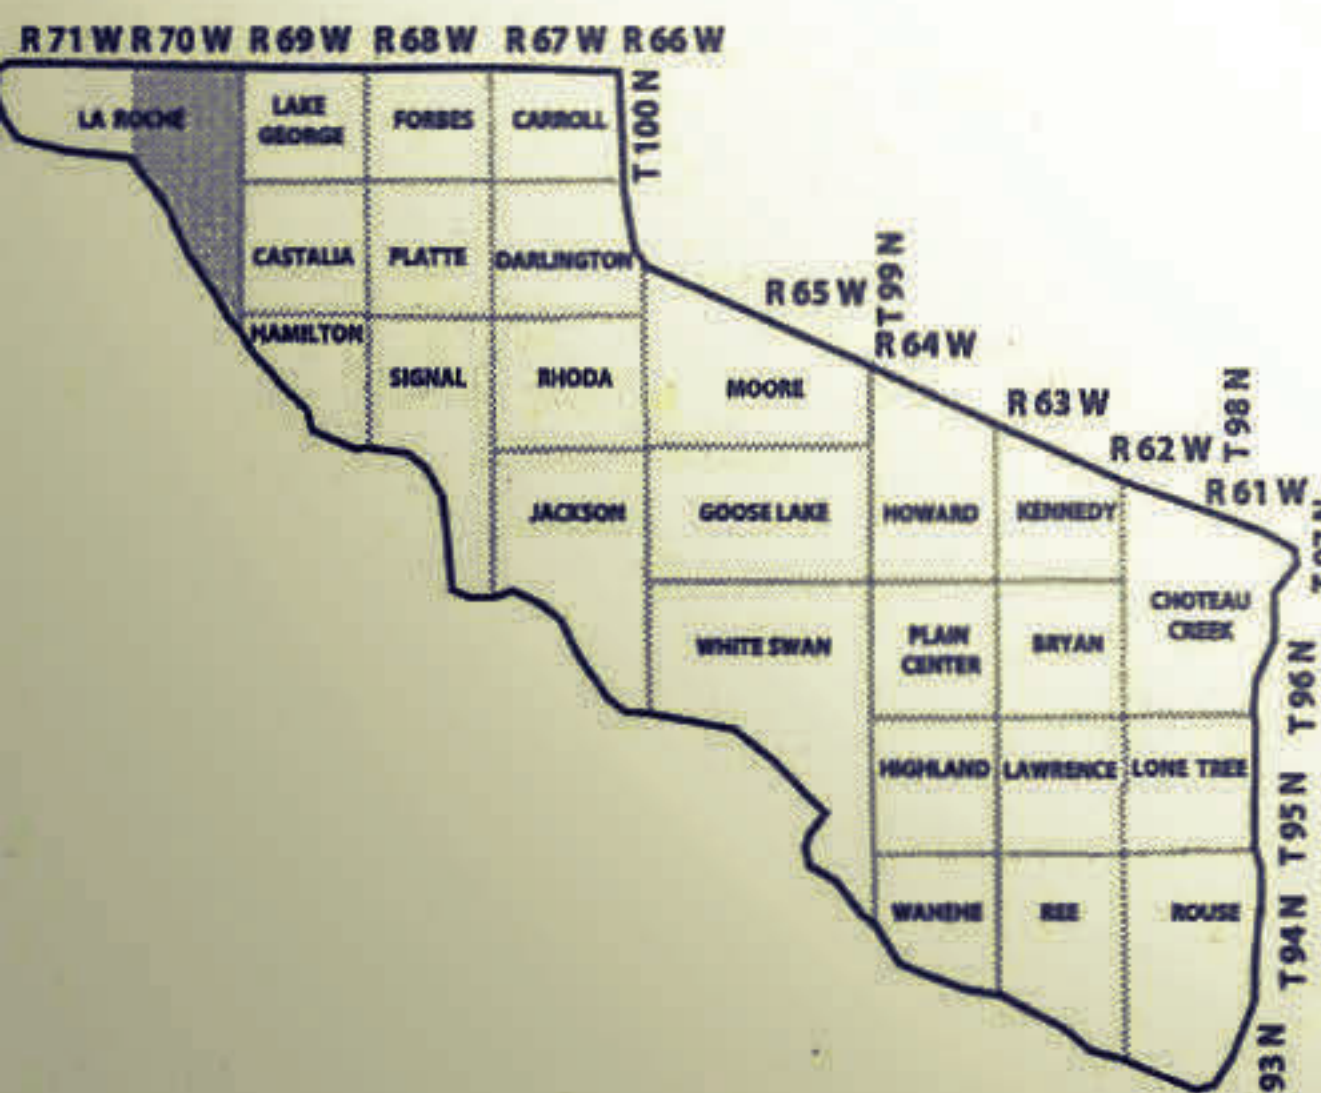 R 71 W R 70 W R 69 W R 68 W R 67 W R 66 W
T 100 N
LA ROCHE
LAKE
GEORGE
FORBES
CARROLL
CASTALIA
PLATTE
DARLINGTON
R 65 W
T 99 N
HAMILTON
R 64 W
SIGNAL
RHODA
MOORE
R 63 W
T 98 N
R 62 W
R 61 W
JACKSON
GOOSE LAKE
HOWARD
KENNEDY
CHOTEAU
CREEK
WHITE SWAN
PLAIN
CENTER
BRYAN
T 96 N
HIGHLAND
LAWRENCE
LONE TREE
T 95 N
WAHEHE
REE
ROUSE
T 94 N
93 N